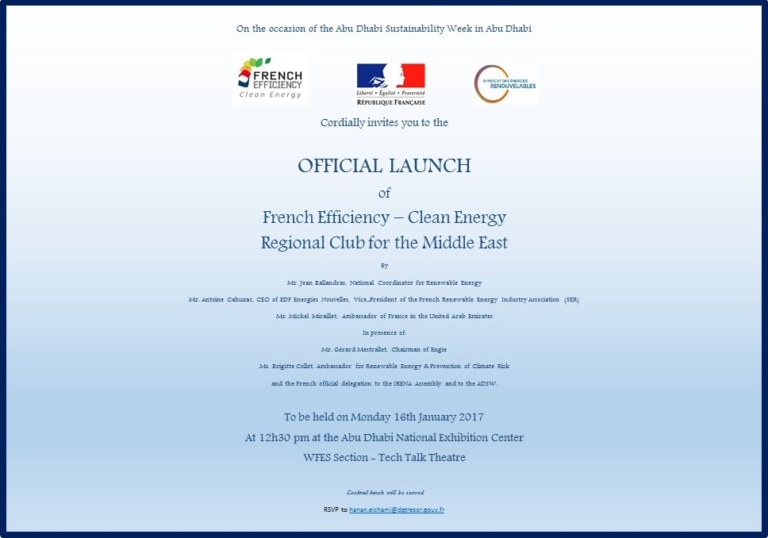 On the occasion of the Abu Dhabi Sustainability Week in Abu Dhabi
FRENCH
EFFICIENCY
Clean Energy
Liberté • Égalité • Fraternité
RÉPUBLIQUE FRANÇAISE
SYNDICAT DES ÉNERGIES
RENOUVELABLES
Cordially invites you to the
OFFICIAL LAUNCH
of
French Efficiency – Clean Energy
Regional Club for the Middle East
By
Mr. Jean Ballandras, National Coordinator for Renewable Energy
Mr. Antoine Cahuzac, CEO of EDF Energies Nouvelles, Vice-President of the French Renewable Energy Industry Association (SER)
Mr. Michel Miraillet, Ambassador of France in the United Arab Emirates
In presence of:
Mr. Gérard Mestrallet, Chairman of Engie
Ms. Brigitte Collet, Ambassador for Renewable Energy & Prevention of Climate Risk
and the French official delegation to the IRENA Assembly and to the ADSW.
To be held on Monday 16th January 2017
At 12h30 pm at the Abu Dhabi National Exhibition Center
WFES Section - Tech Talk Theatre
Cocktail lunch will be served
RSVP to hanan.elchami@dgtresor.gouv.fr